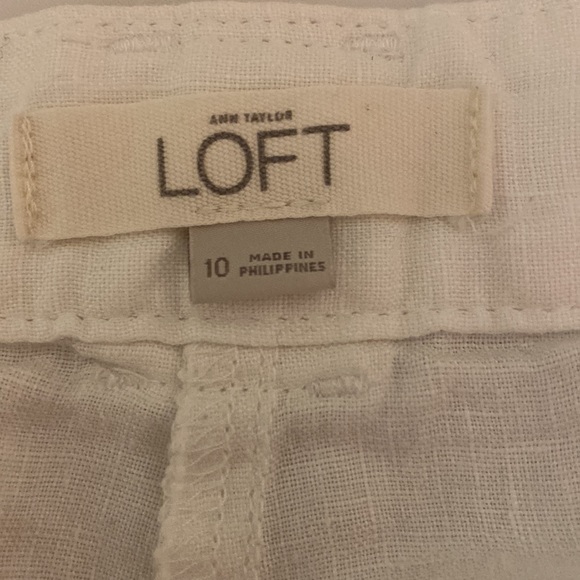 ANN TAYLOR
LOFT
10
MADE IN
PHILIPPINES